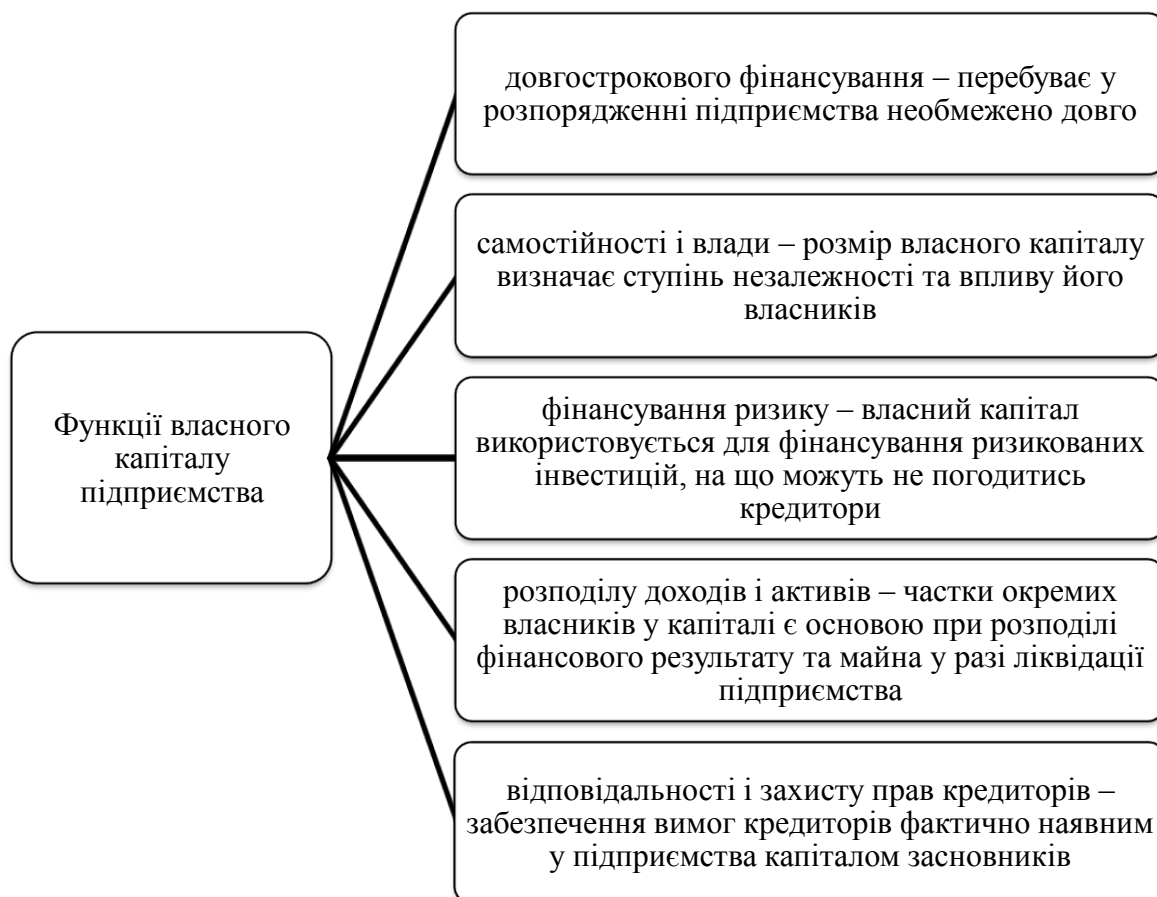 довгострокового фінансування – перебуває у
розпорядженні підприємства необмежено довго
самостійності і влади – розмір власного капіталу
визначає ступінь незалежності та впливу його
власників
Функції власного
капіталу
підприємства
фінансування ризику – власний капітал
використовується для фінансування ризикованих
інвестицій, на що можуть не погодитись
кредитори
розподілу доходів і активів – частки окремих
власників у капіталі є основою при розподілі
фінансового результату та майна у разі ліквідації
підприємства
відповідальності і захисту прав кредиторів –
забезпечення вимог кредиторів фактично наявним
у підприємства капіталом засновників